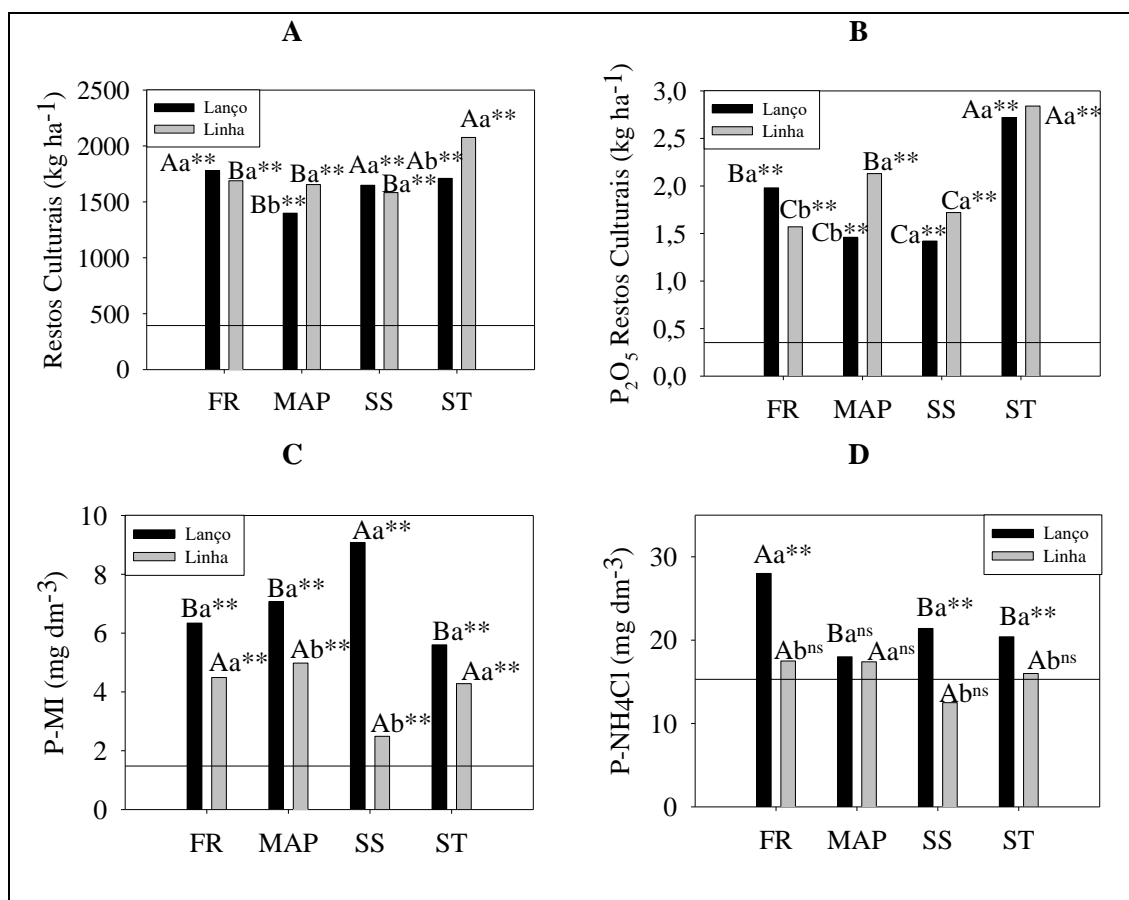 A
Restos Culturais (kg ha-1)
2500
2000
1500
1000
500
0
Lanço
Linha
Aa**
Ba**
Bb**
Ba**
Aa**
Ba**
Ab**
Aa**
FR MAP SS ST
B
P2O5 Restos Culturais (kg ha-1)
3,0
2,5
2,0
1,5
1,0
0,5
0,0
Lanço
Linha
Ba**
Cb**
Cb**
Ba**
Ca**
Ca**
Aa**
Aa**
FR MAP SS ST
C
P-MI (mg dm-3)
10
8
6
4
2
0
Lanço
Linha
Ba**
Aa**
Ba**
Ab**
Aa**
Ab**
Ba**
Aa**
FR MAP SS ST
D
P-NH4Cl (mg dm-3)
30
20
10
0
Lanço
Linha
Aa**
Abns
Bans
Aans
Ba**
Abns
Ba**
Abns
FR MAP SS ST